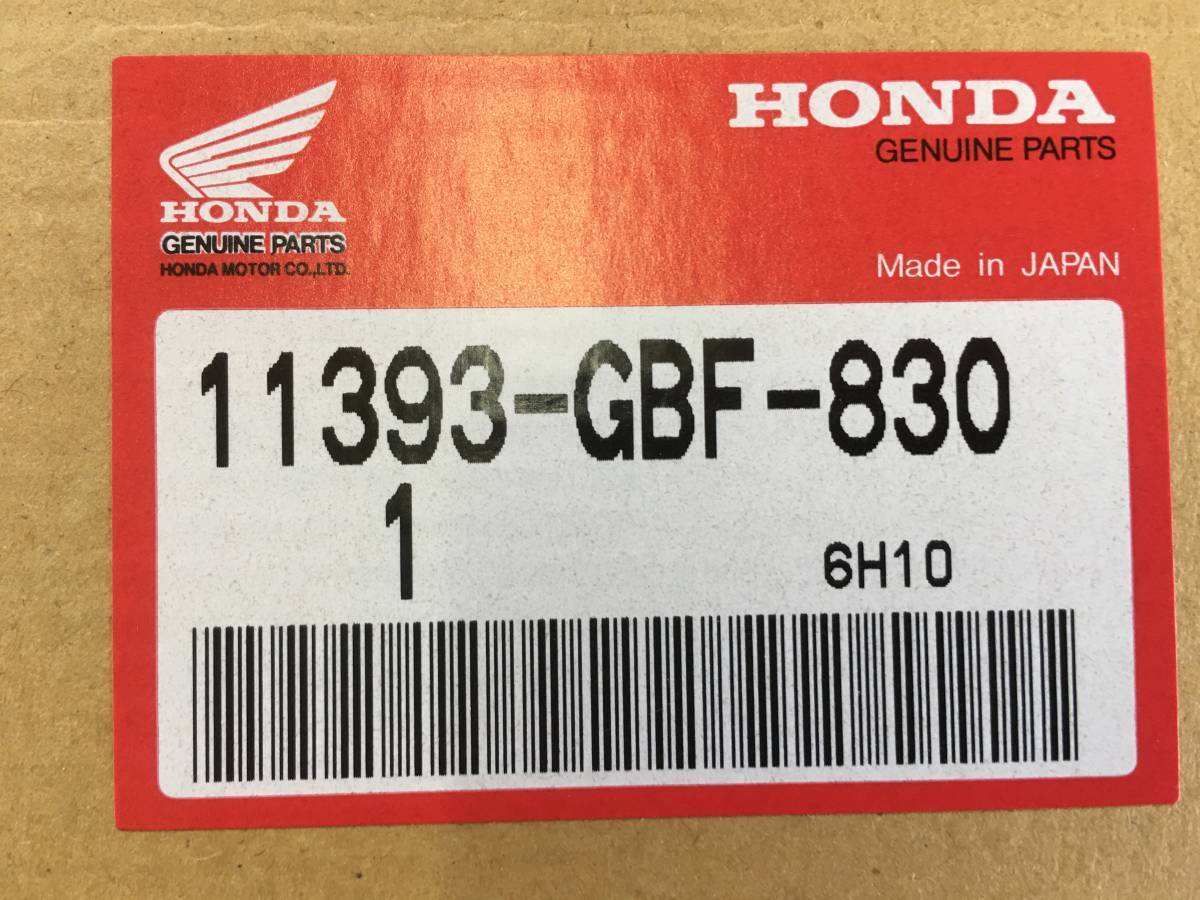 HONDA
GENUINE PARTS
HONDA MOTOR CO.,LTD.
HONDA
GENUINE PARTS
Made in JAPAN
11393-GBF-830
1
6H10